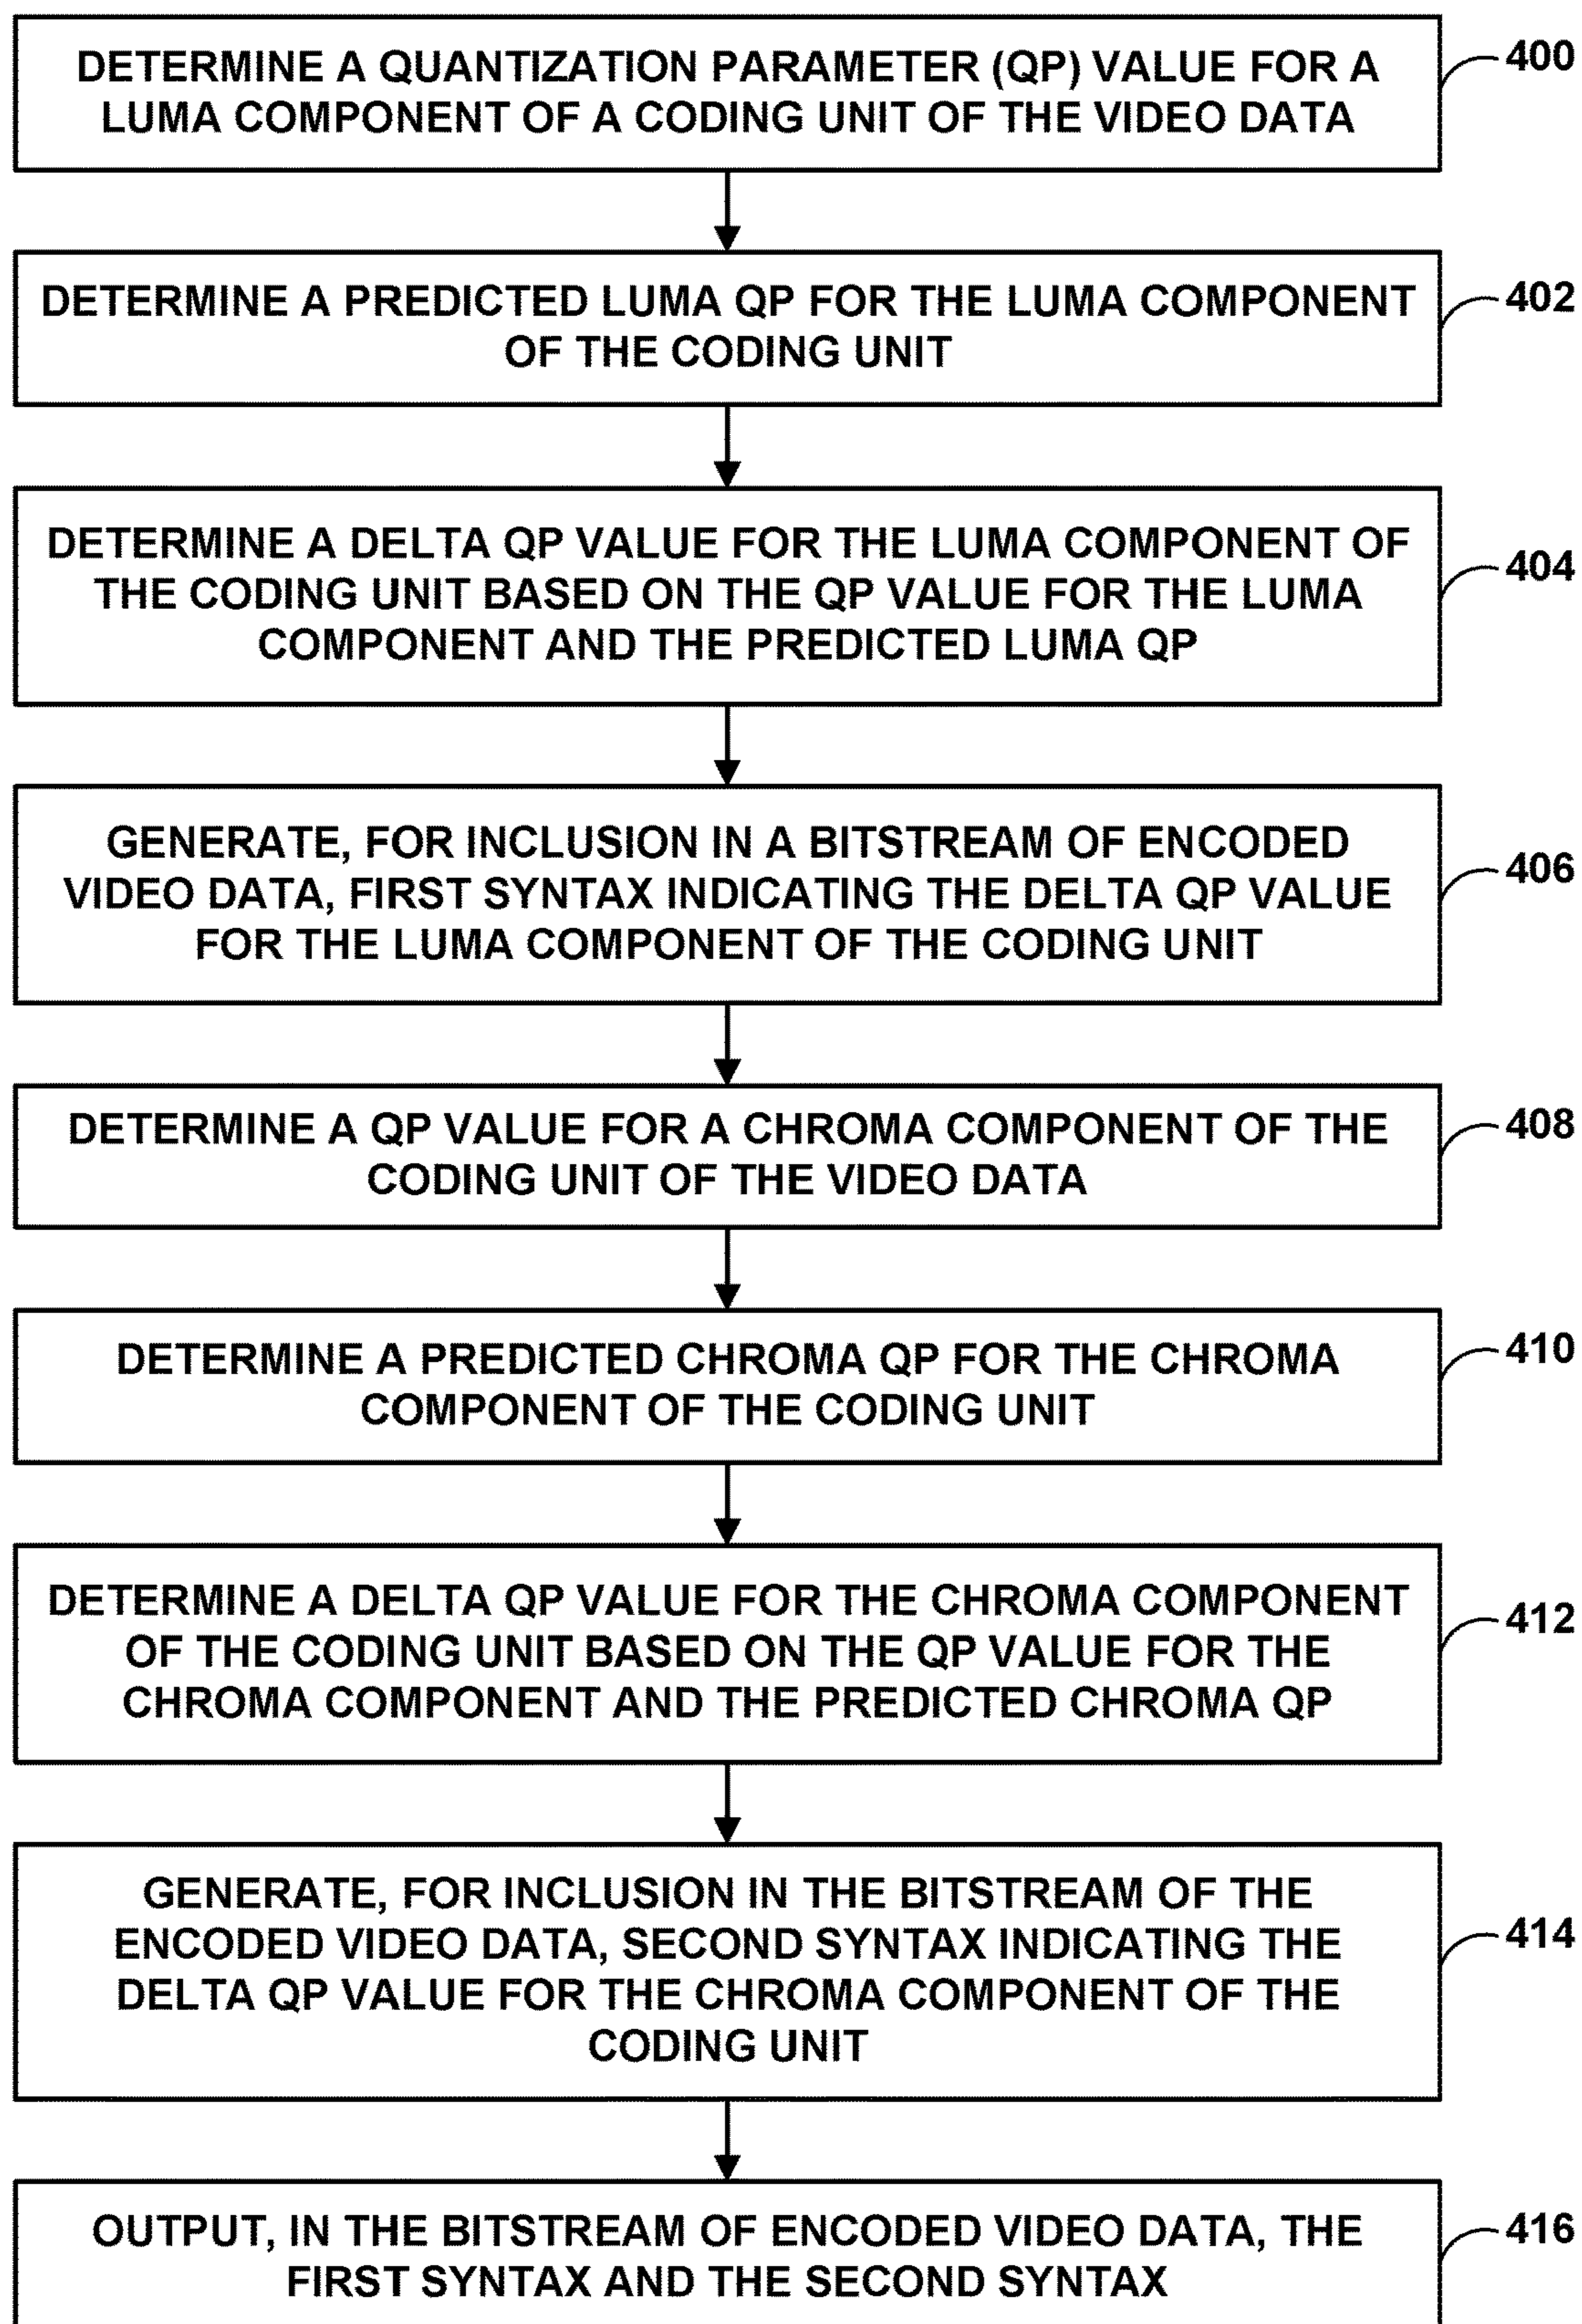 DETERMINE A QUANTIZATION PARAMETER (QP) VALUE FOR A
LUMA COMPONENT OF A CODING UNIT OF THE VIDEO DATA
400
DETERMINE A PREDICTED LUMA QP FOR THE LUMA COMPONENT
OF THE CODING UNIT
402
DETERMINE A DELTA QP VALUE FOR THE LUMA COMPONENT OF
THE CODING UNIT BASED ON THE QP VALUE FOR THE LUMA
COMPONENT AND THE PREDICTED LUMA QP
404
GENERATE, FOR INCLUSION IN A BITSTREAM OF ENCODED
VIDEO DATA, FIRST SYNTAX INDICATING THE DELTA QP VALUE
FOR THE LUMA COMPONENT OF THE CODING UNIT
406
DETERMINE A QP VALUE FOR A CHROMA COMPONENT OF THE
CODING UNIT OF THE VIDEO DATA
408
DETERMINE A PREDICTED CHROMA QP FOR THE CHROMA
COMPONENT OF THE CODING UNIT
410
DETERMINE A DELTA QP VALUE FOR THE CHROMA COMPONENT
OF THE CODING UNIT BASED ON THE QP VALUE FOR THE
CHROMA COMPONENT AND THE PREDICTED CHROMA QP
412
GENERATE, FOR INCLUSION IN THE BITSTREAM OF THE
ENCODED VIDEO DATA, SECOND SYNTAX INDICATING THE
DELTA QP VALUE FOR THE CHROMA COMPONENT OF THE
CODING UNIT
414
OUTPUT, IN THE BITSTREAM OF ENCODED VIDEO DATA, THE
FIRST SYNTAX AND THE SECOND SYNTAX
416